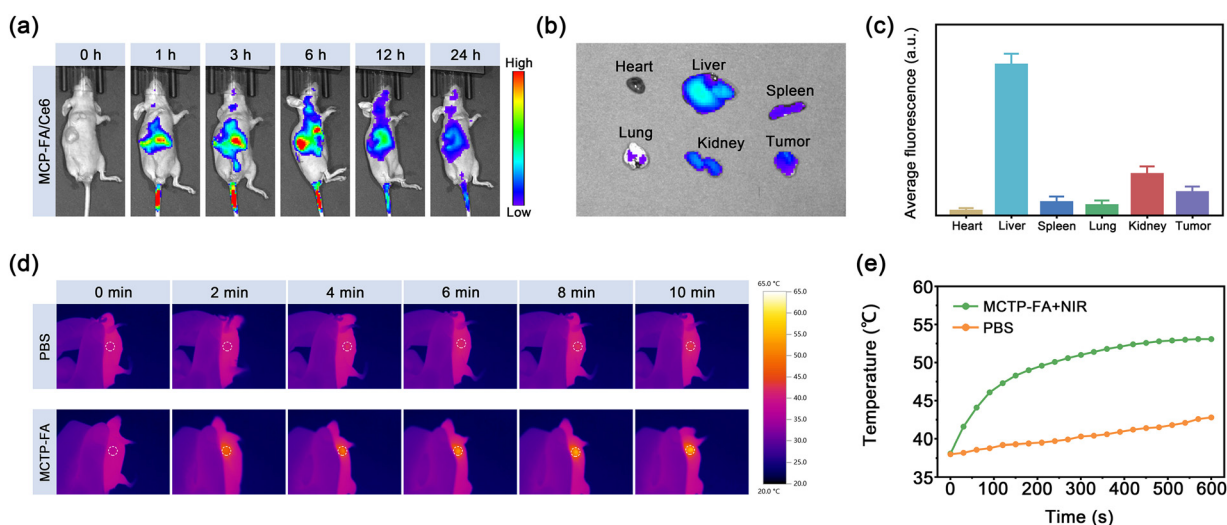 (a)
0 h 1 h 3 h 6 h 12 h 24 h
MCP-FA/Ce6
High
Low
(b)
Heart
Liver
Spleen
Lung
Kidney
Tumor
(c)
Average fluorescence (a.u.)
Heart Liver Spleen Lung Kidney Tumor
(d)
0 min 2 min 4 min 6 min 8 min 10 min
PBS
MCTP-FA
65.0 °C
65.0
60.0
55.0
50.0
45.0
40.0
35.0
30.0
25.0
20.0
20.0 °C
(e)
MCTP-FA+NIR
PBS
Temperature (℃)
60
55
50
45
40
35
0 100 200 300 400 500 600
Time (s)